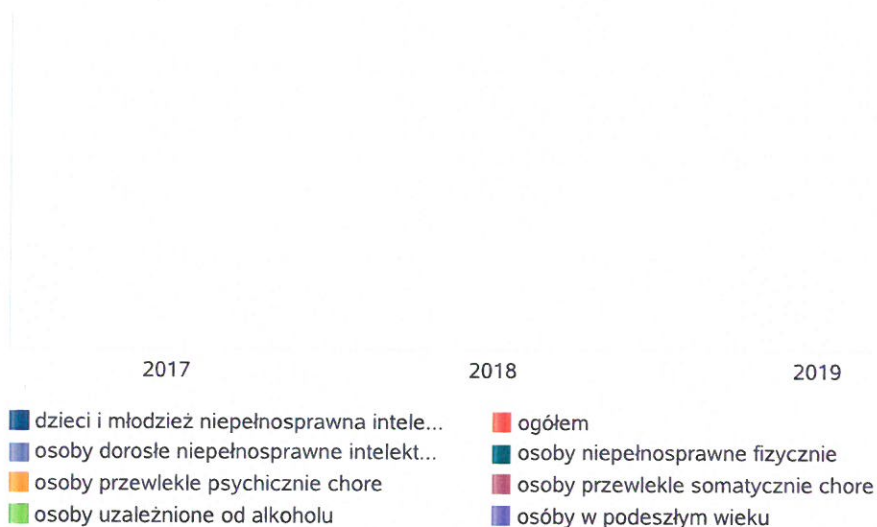 2017 2018 2019
dzieci i młodzież niepełnosprawna intele... ogółem
osoby dorosłe niepełnosprawne intelekt... osoby niepełnosprawne fizycznie
osoby przewlekle psychicznie chore osoby przewlekle somatycznie chore
osoby uzależnione od alkoholu osóby w podeszłym wieku